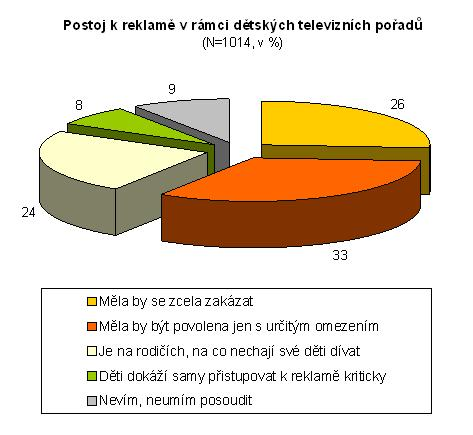 Postoj k reklamě v rámci dětských televizních pořadů
(N=1014, v %)
9
26
8
24
33
Měla by se zcela zakázat
Měla by být povolena jen s určitým omezením
Je na rodičích, na co nechají své děti dívat
Děti dokáží samy přistupovat k reklamě kriticky
Nevím, neumím posoudit